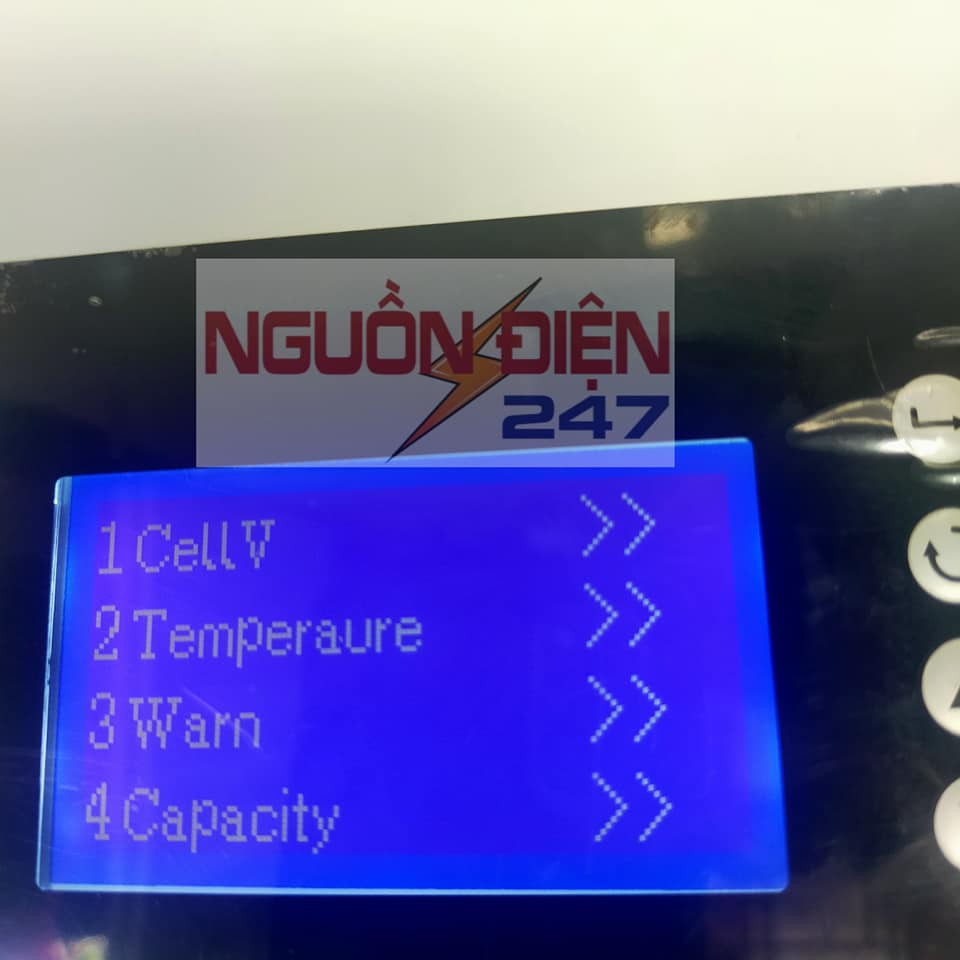 NGUỒN ĐIỆN
247
1 CellV >>
2 Temperaure >>
3 Warn >>
4 Capacity >>